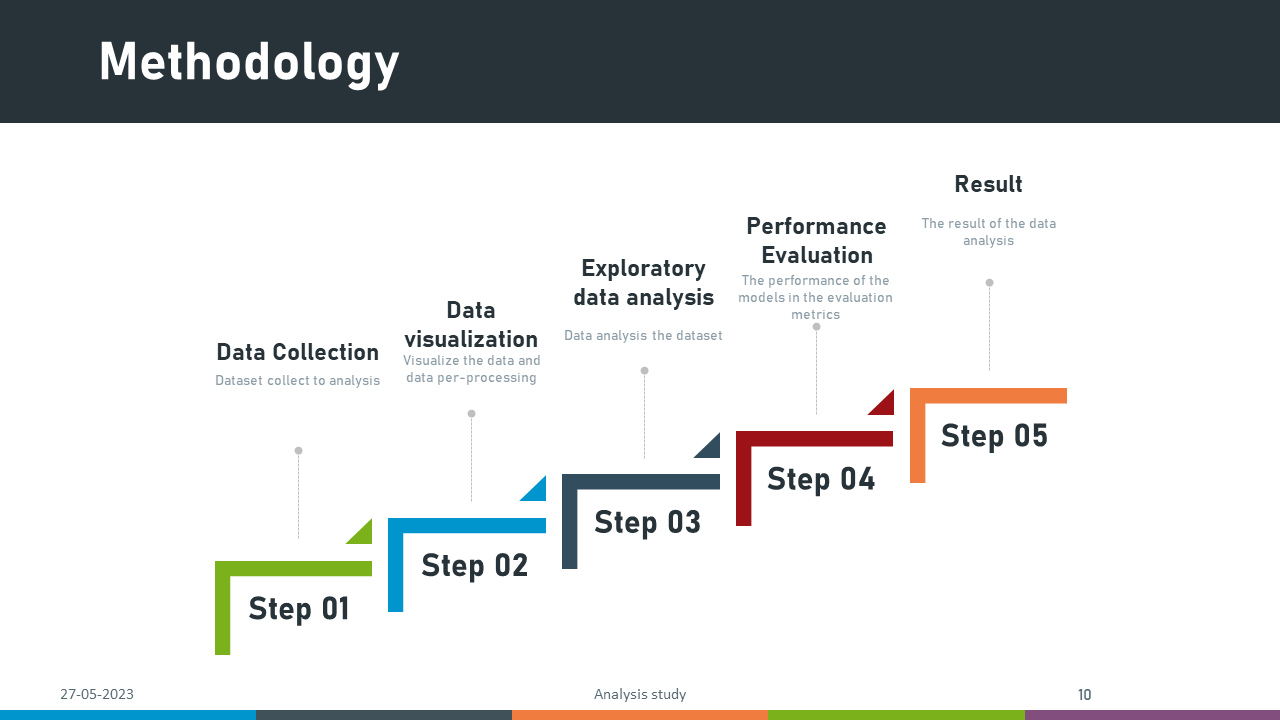 Methodology
Data Collection
Dataset collect to analysis
Step 01
Data
visualization
Visualize the data and
data per-processing
Step 02
Exploratory
data analysis
Data analysis the dataset
Step 03
Performance
Evaluation
The performance of the
models in the evaluation
metrics
Step 04
Result
The result of the data
analysis
Step 05
27-05-2023
Analysis study
10